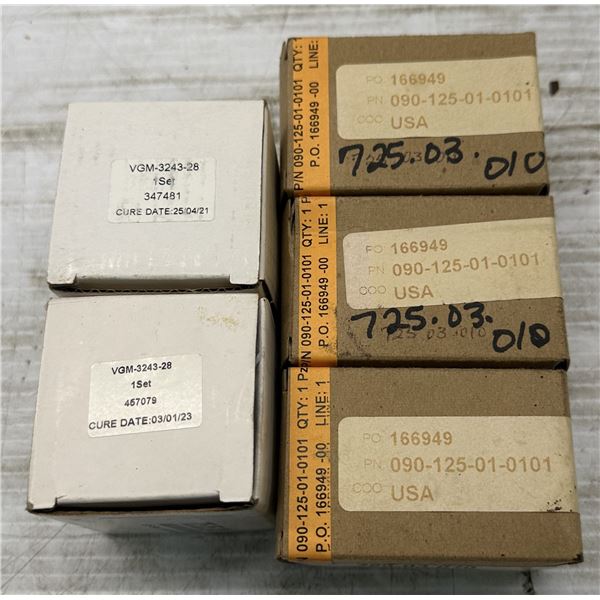 VGM-3243-28
1Set
347481
CURE DATE:25/04/21
VGM-3243-28
1Set
457079
CURE DATE:03/01/23
P/N 090-125-01-0101 QTY: 1
P.O. 166949 -00 LINE: 1
PO 166949
PN 090-125-01-0101
COO USA
725.03.010
P/N 090-125-01-0101 QTY: 1
P.O. 166949 -00 LINE: 1
PO 166949
PN 090-125-01-0101
COO USA
725.03.010
725 03 010
N 090-125-01-0101 QTY: 1
P.O. 166949 -00 LINE: 1
PO 166949
PN 090-125-01-0101
COO USA